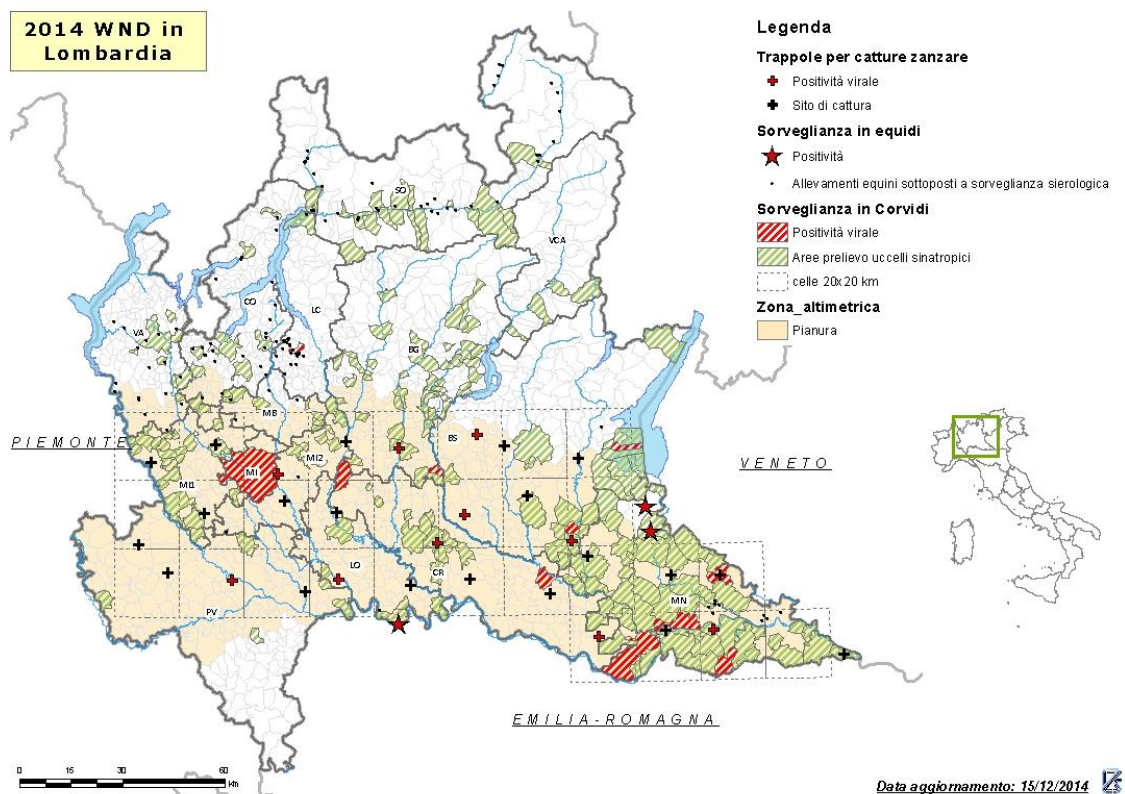 2014 WND in
Lombardia
Legenda
Trappole per catture zanzare
Positività virale
Sito di cattura
Sorveglianza in equidi
Positività
Allevamenti equini sottoposti a sorveglianza sierologica
Sorveglianza in Corvidi
Positività virale
Aree prelievo uccelli sinatropici
celle 20x20 km
Zona_altimetrica
Pianura
SO
VCA
CO
LC
VA
BG
MB
BS
PIEMONTE
MI
MI2
VENETO
MI1
LO
CR
MN
PV
EMILIA-ROMAGNA
0 15 30 60
Km
Data aggiornamento: 15/12/2014